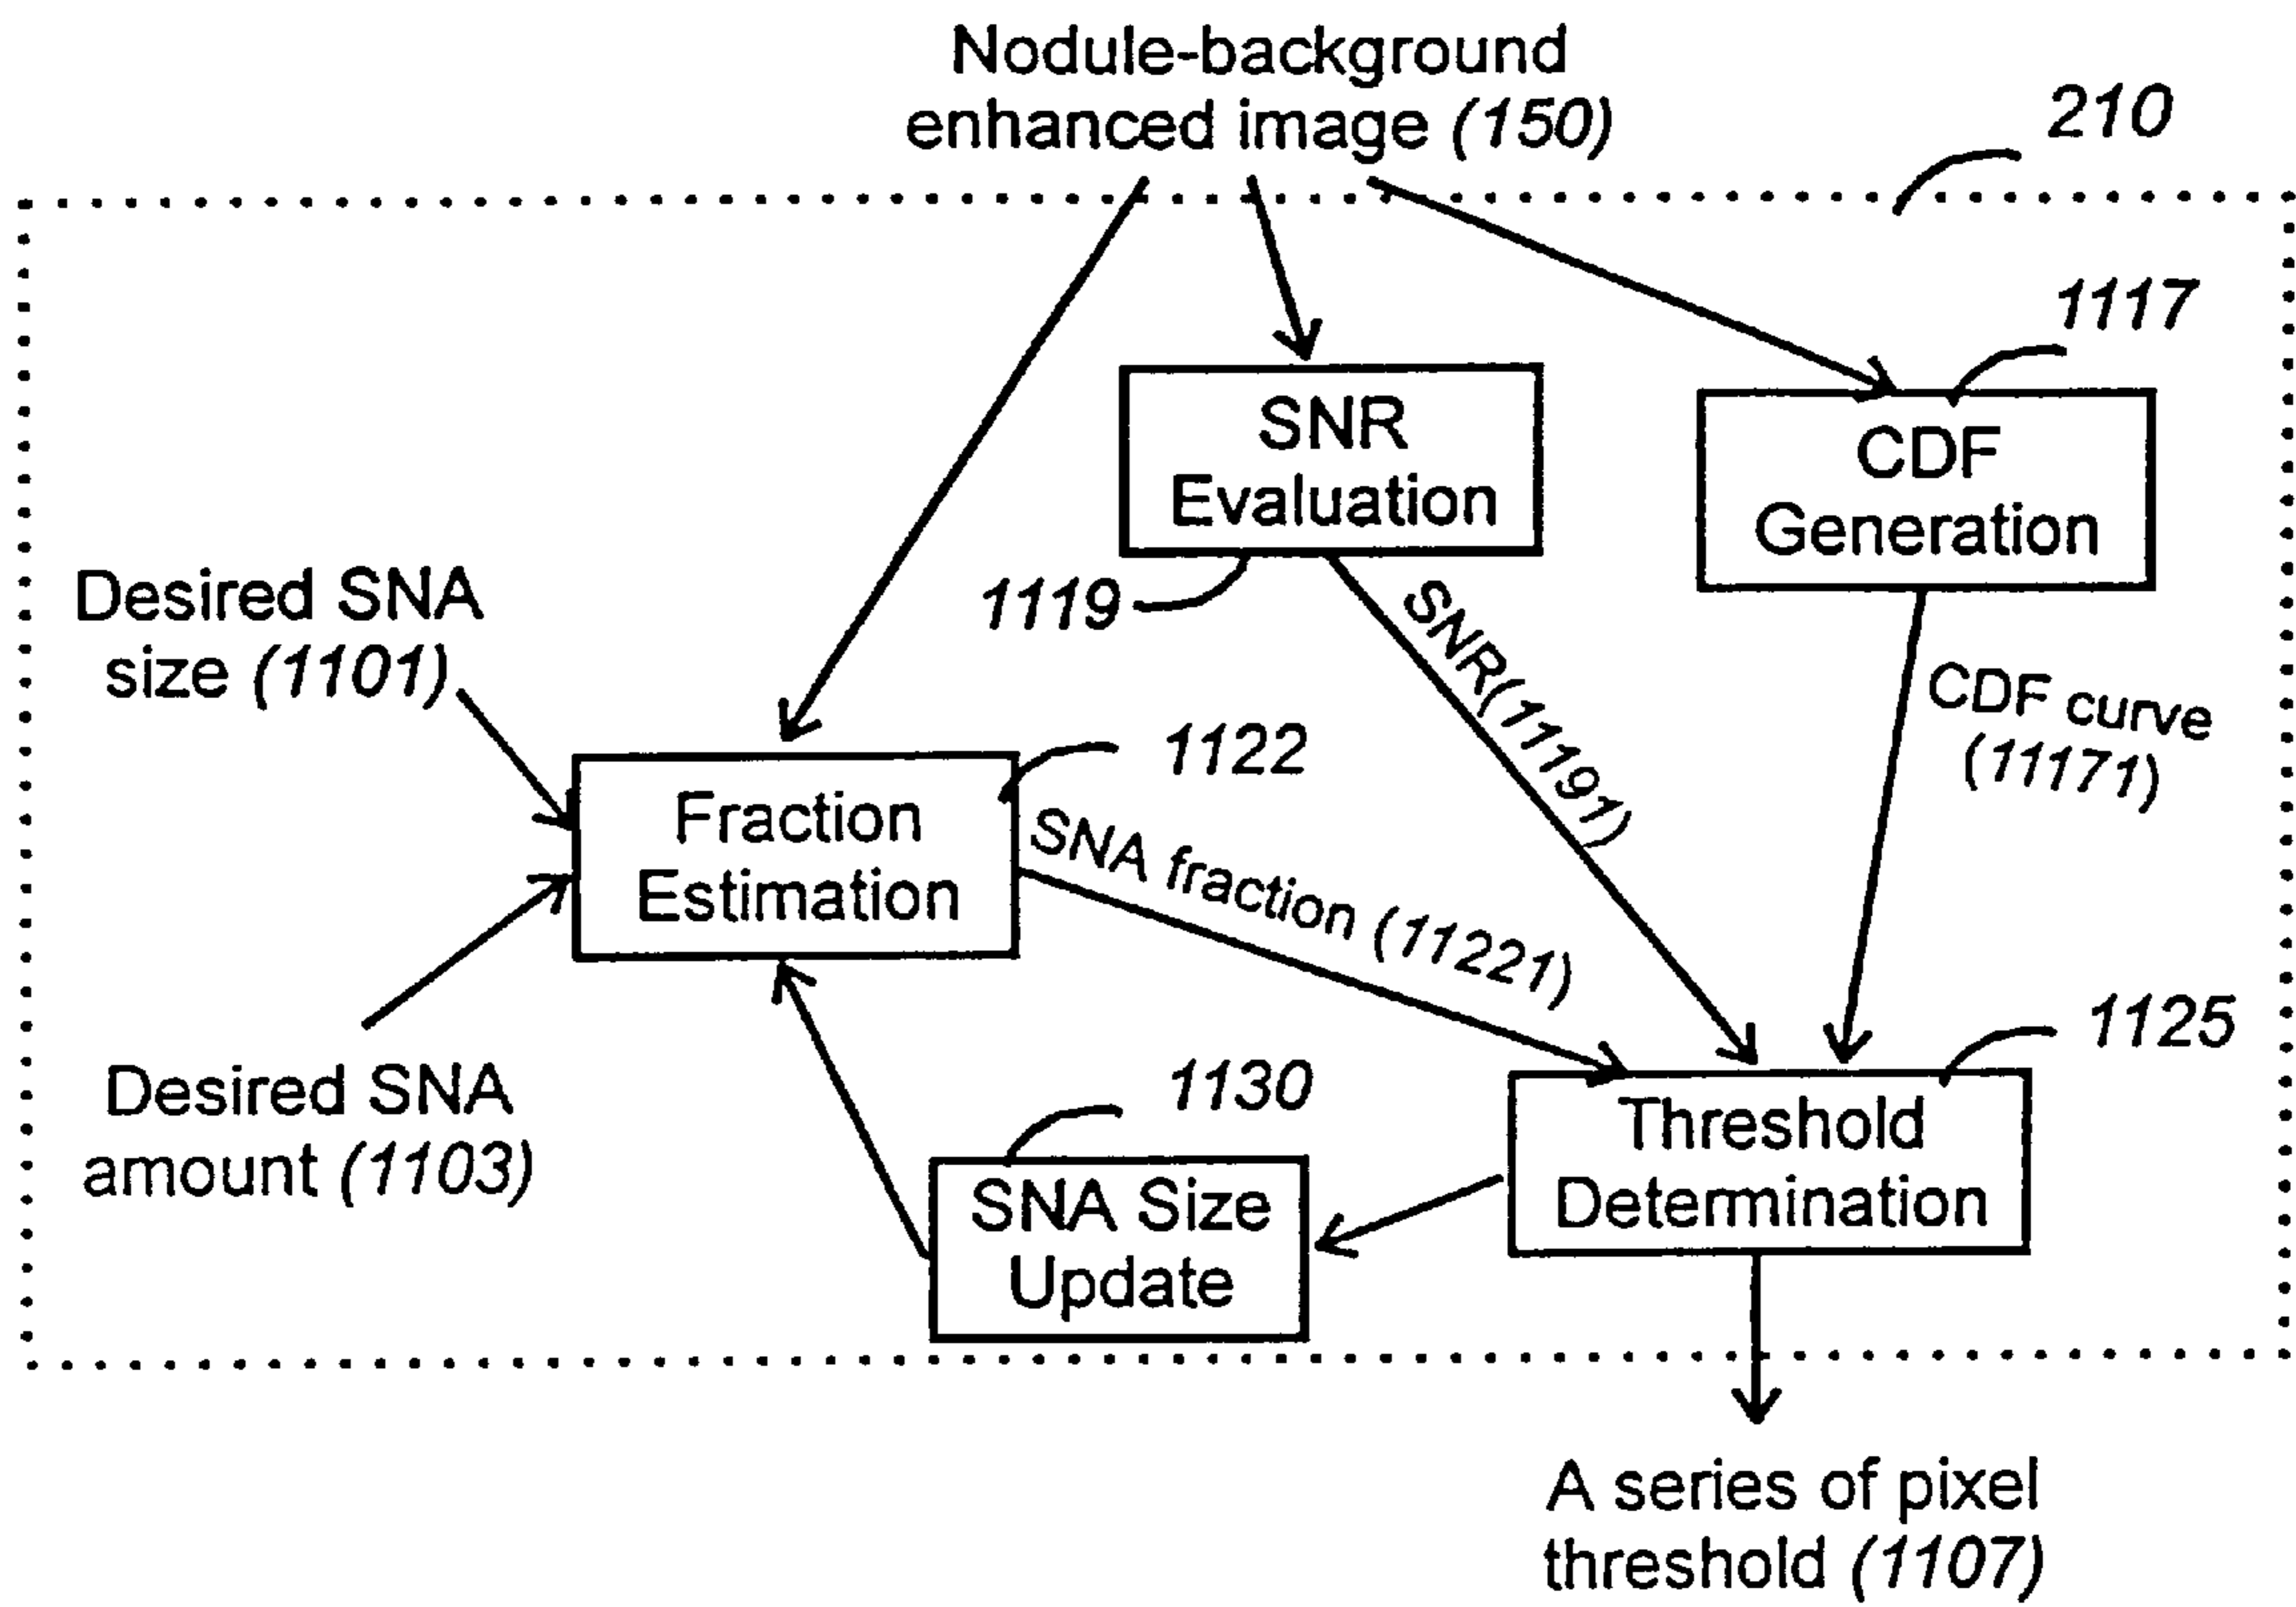 Nodule-background
enhanced image (150)
210
1117
SNR
Evaluation
CDF
Generation
1119
Desired SNA
size (1101)
SNR(11191)
CDF curve
(11171)
1122
Fraction
Estimation
SNA fraction (11221)
1125
Desired SNA
amount (1103)
1130
SNA Size
Update
Threshold
Determination
A series of pixel
threshold (1107)